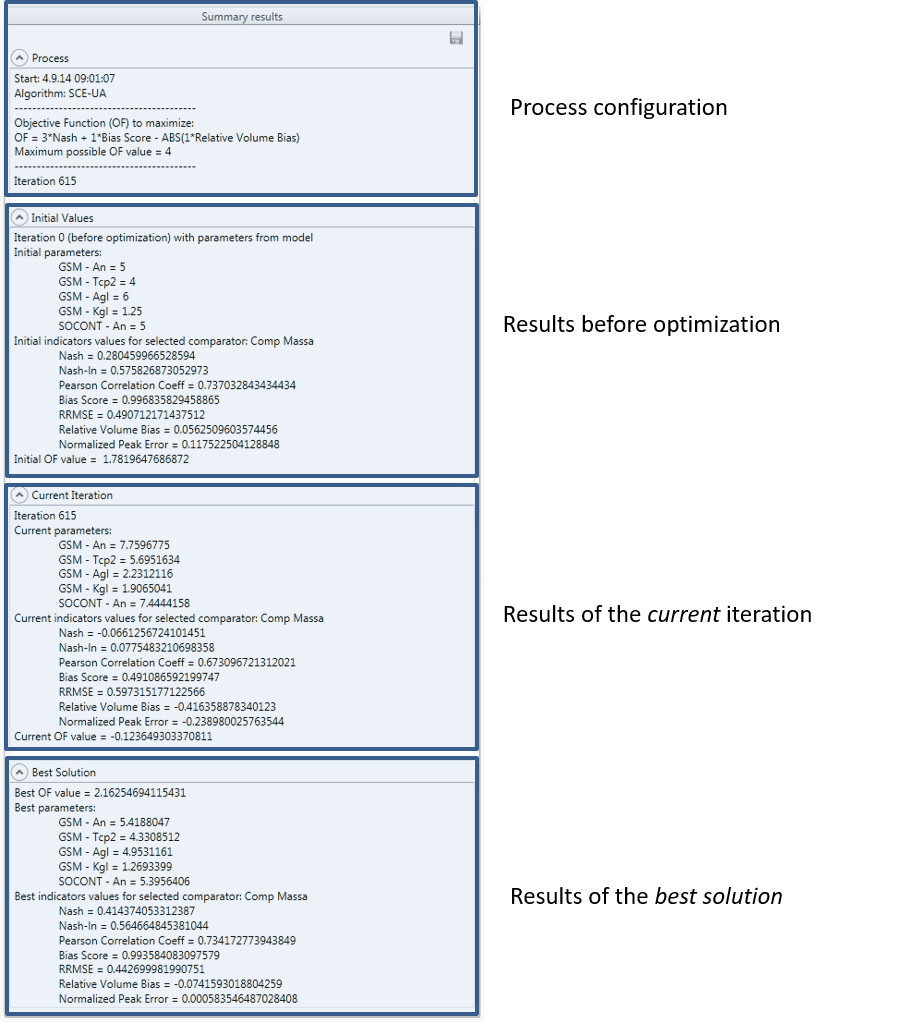 Summary results
Process
Start: 4.9.14 09:01:07
Algorithm: SCE-UA
-----------------------------------------
Objective Function (OF) to maximize:
OF = 3*Nash + 1*Bias Score - ABS(1*Relative Volume Bias)
Maximum possible OF value = 4
-----------------------------------------
Iteration 615
Process configuration
Initial Values
Iteration 0 (before optimization) with parameters from model
Initial parameters:
GSM - An = 5
GSM - Tcp2 = 4
GSM - Agl = 6
GSM - Kgl = 1.25
SOCONT - An = 5
Initial indicators values for selected comparator: Comp Massa
Nash = 0.280459966528594
Nash-ln = 0.575826873052973
Pearson Correlation Coeff = 0.737032843434434
Bias Score = 0.996835829458865
RRMSE = 0.490712171437512
Relative Volume Bias = 0.0562509603574456
Normalized Peak Error = 0.117522504128848
Initial OF value =  1.7819647686872
Results before optimization
Current Iteration
Iteration 615
Current parameters:
GSM - An = 7.7596775
GSM - Tcp2 = 5.6951634
GSM - Agl = 2.2312116
GSM - Kgl = 1.9065041
SOCONT - An = 7.4444158
Current indicators values for selected comparator: Comp Massa
Nash = -0.0661256724101451
Nash-ln = 0.0775483210698358
Pearson Correlation Coeff = 0.673096721312021
Bias Score = 0.491086592199747
RRMSE = 0.597315177122566
Relative Volume Bias = -0.416358878340123
Normalized Peak Error = -0.238980025763544
Current OF value = -0.123649303370811
Results of the current iteration
Best Solution
Best OF value = 2.16254694115431
Best parameters:
GSM - An = 5.4188047
GSM - Tcp2 = 4.3308512
GSM - Agl = 4.9531161
GSM - Kgl = 1.2693399
SOCONT - An = 5.3956406
Best indicators values for selected comparator: Comp Massa
Nash = 0.414374053312387
Nash-ln = 0.564664845381044
Pearson Correlation Coeff = 0.734172773943849
Bias Score = 0.993584083097579
RRMSE = 0.442699981990751
Relative Volume Bias = -0.0741593018804259
Normalized Peak Error = 0.000583546487028408
Results of the best solution